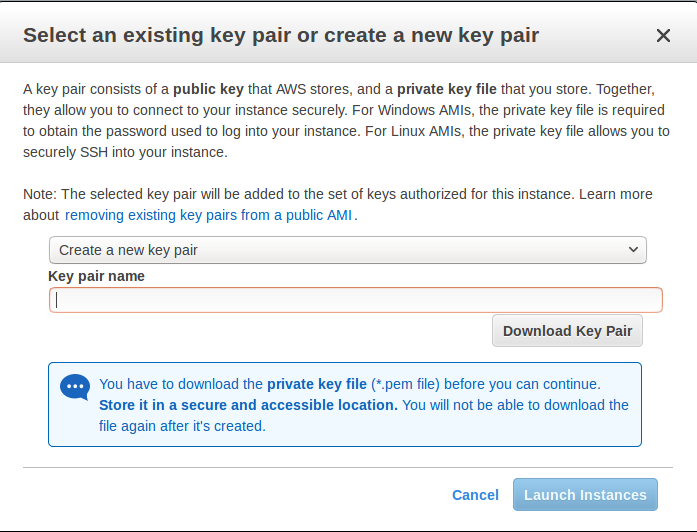 Select an existing key pair or create a new key pair
A key pair consists of a public key that AWS stores, and a private key file that you store. Together,
they allow you to connect to your instance securely. For Windows AMIs, the private key file is required
to obtain the password used to log into your instance. For Linux AMIs, the private key file allows you to
securely SSH into your instance.
Note: The selected key pair will be added to the set of keys authorized for this instance. Learn more
about removing existing key pairs from a public AMI.
Create a new key pair
Key pair name
Download Key Pair
You have to download the private key file (*.pem file) before you can continue.
Store it in a secure and accessible location. You will not be able to download the
file again after it's created.
Cancel Launch Instances